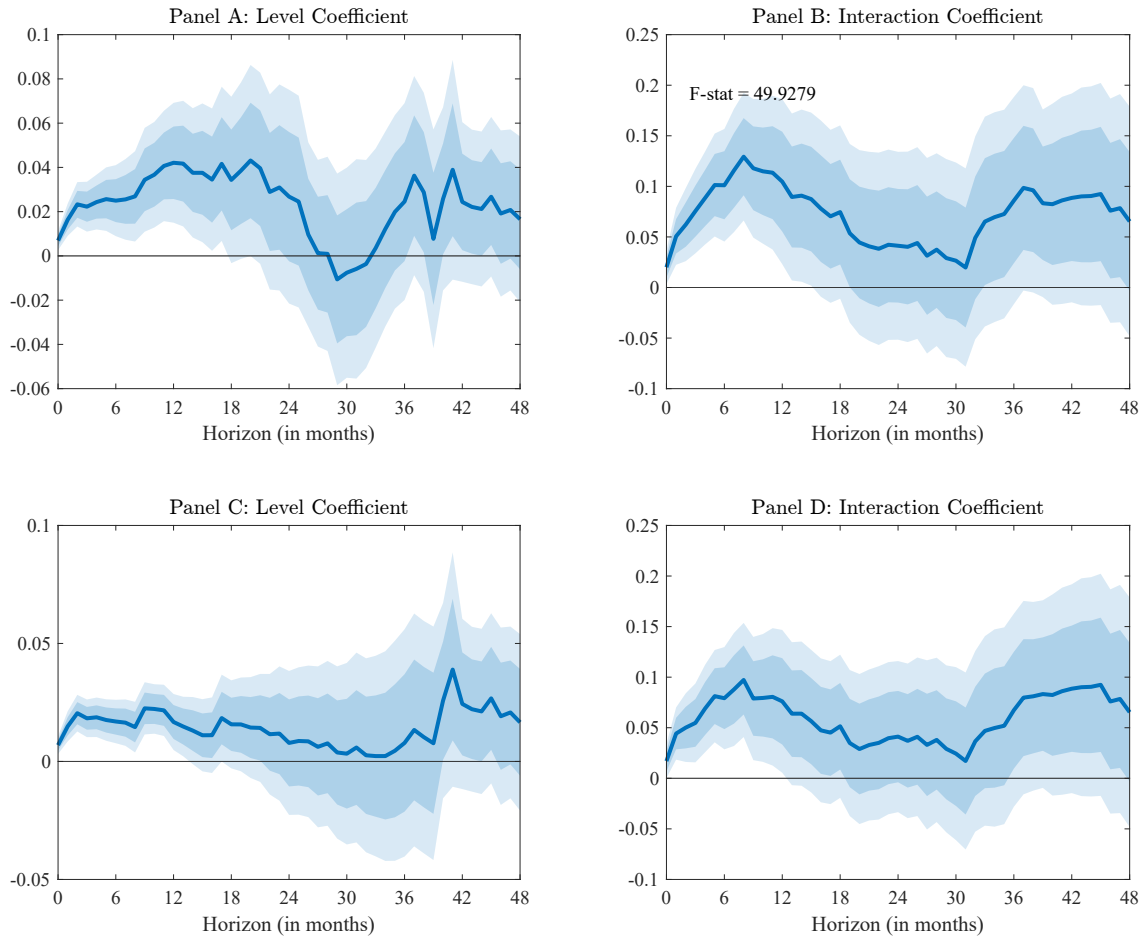 Panel A: Level Coefficient
0.1
0.08
0.06
0.04
0.02
0
-0.02
-0.04
-0.06
0 6 12 18 24 30 36 42 48
Horizon (in months)
Panel B: Interaction Coefficient
0.25
0.2
F-stat = 49.9279
0.15
0.1
0.05
0
-0.05
-0.1
0 6 12 18 24 30 36 42 48
Horizon (in months)
Panel C: Level Coefficient
0.1
0.05
0
-0.05
0 6 12 18 24 30 36 42 48
Horizon (in months)
Panel D: Interaction Coefficient
0.25
0.2
0.15
0.1
0.05
0
-0.05
-0.1
0 6 12 18 24 30 36 42 48
Horizon (in months)